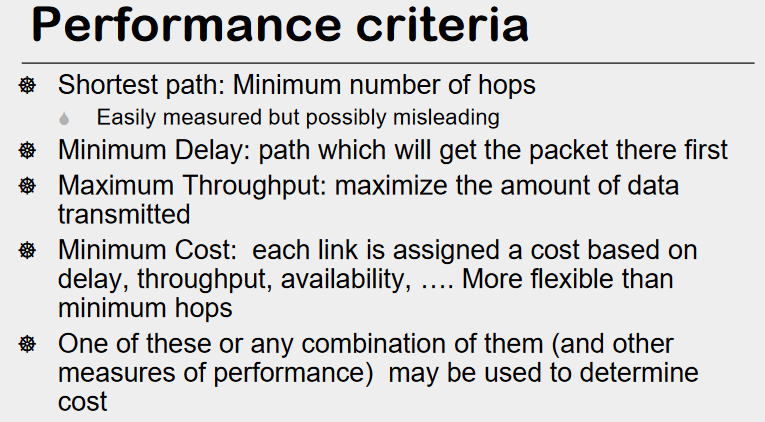 Performance criteria
Shortest path: Minimum number of hops
Easily measured but possibly misleading
Minimum Delay: path which will get the packet there first
Maximum Throughput: maximize the amount of data
transmitted
Minimum Cost:  each link is assigned a cost based on
delay, throughput, availability, …. More flexible than
minimum hops
One of these or any combination of them (and other
measures of performance)  may be used to determine
cost